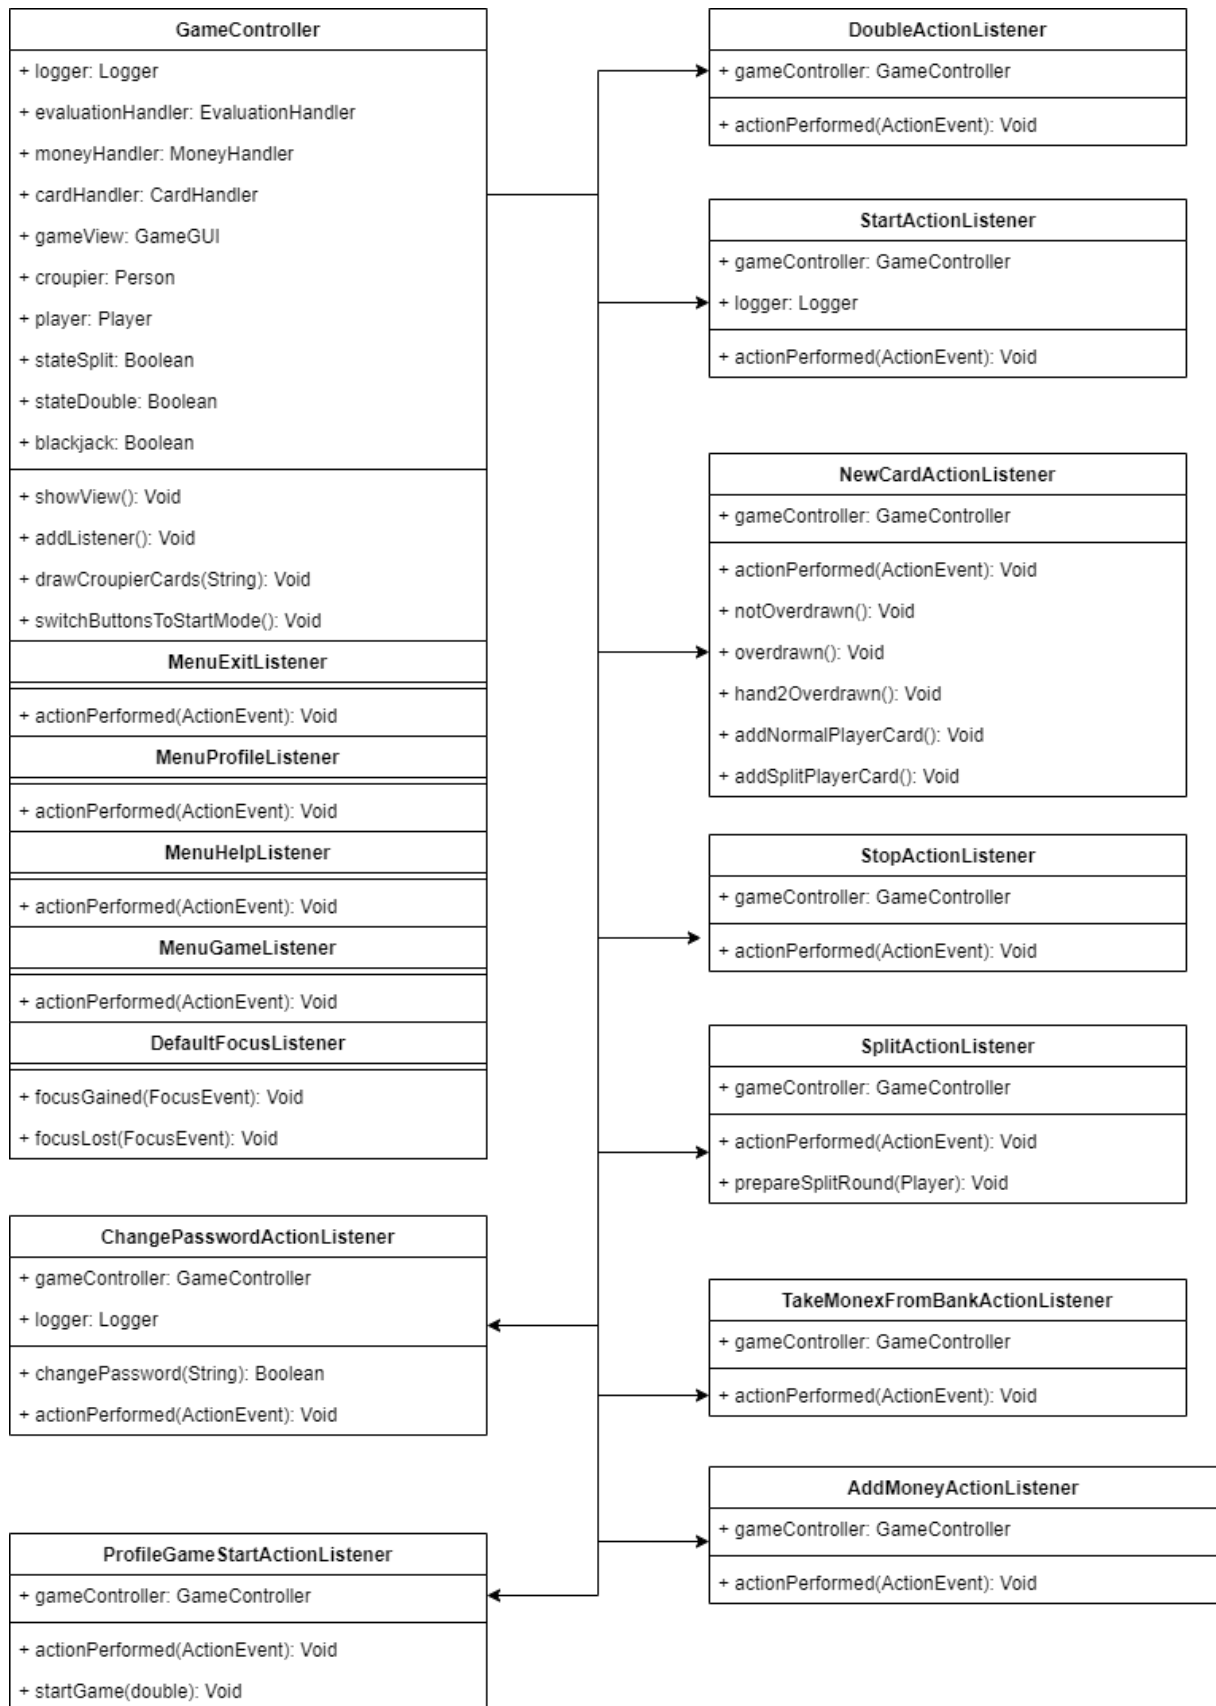 GameController
+ logger: Logger
+ evaluationHandler: EvaluationHandler
+ moneyHandler: MoneyHandler
+ cardHandler: CardHandler
+ gameView: GameGUI
+ croupier: Person
+ player: Player
+ stateSplit: Boolean
+ stateDouble: Boolean
+ blackjack: Boolean
+ showView(): Void
+ addListener(): Void
+ drawCroupierCards(String): Void
+ switchButtonsToStartMode(): Void
MenuExitListener
+ actionPerformed(ActionEvent): Void
MenuProfileListener
+ actionPerformed(ActionEvent): Void
MenuHelpListener
+ actionPerformed(ActionEvent): Void
MenuGameListener
+ actionPerformed(ActionEvent): Void
DefaultFocusListener
+ focusGained(FocusEvent): Void
+ focusLost(FocusEvent): Void
ChangePasswordActionListener
+ gameController: GameController
+ logger: Logger
+ changePassword(String): Boolean
+ actionPerformed(ActionEvent): Void
ProfileGameStartActionListener
+ gameController: GameController
+ actionPerformed(ActionEvent): Void
+ startGame(double): Void
DoubleActionListener
+ gameController: GameController
+ actionPerformed(ActionEvent): Void
StartActionListener
+ gameController: GameController
+ logger: Logger
+ actionPerformed(ActionEvent): Void
NewCardActionListener
+ gameController: GameController
+ actionPerformed(ActionEvent): Void
+ notOverdrawn(): Void
+ overdrawn(): Void
+ hand2Overdrawn(): Void
+ addNormalPlayerCard(): Void
+ addSplitPlayerCard(): Void
StopActionListener
+ gameController: GameController
+ actionPerformed(ActionEvent): Void
SplitActionListener
+ gameController: GameController
+ actionPerformed(ActionEvent): Void
+ prepareSplitRound(Player): Void
TakeMonexFromBankActionListener
+ gameController: GameController
+ actionPerformed(ActionEvent): Void
AddMoneyActionListener
+ gameController: GameController
+ actionPerformed(ActionEvent): Void